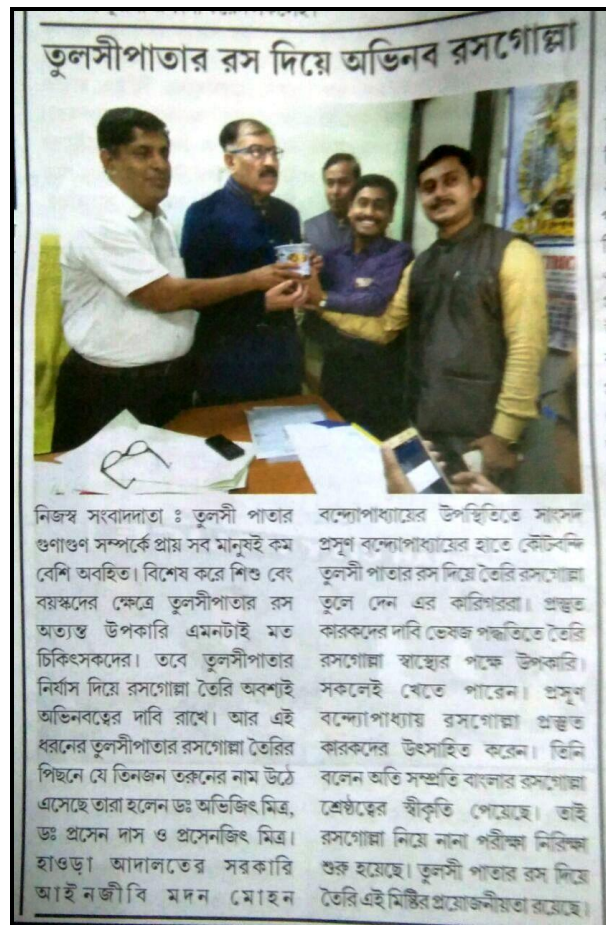 তুলসীপাতার রস দিয়ে অভিনব রসগোল্লা
নিজস্ব সংবাদদাতা ঃ তুলসী পাতার
গুণাগুণ সম্পর্কে প্রায় সব মানুষই কম
বেশি অবহিত। বিশেষ করে শিশু বেং
বয়স্কদের ক্ষেত্রে তুলসীপাতার রস
অত্যন্ত উপকারি এমনটাই মত
চিকিৎসকদের। তবে তুলসীপাতার
নির্যাস দিয়ে রসগোল্লা তৈরি অবশ্যই
অভিনবত্বের দাবি রাখে। আর এই
ধরনের তুলসীপাতার রসগোল্লা তৈরির
পিছনে যে তিনজন তরুনের নাম উঠে
এসেছে তারা হলেন ডঃ অভিজিৎ মিত্র,
ডঃ প্রসেন দাস ও প্রসেনজিৎ মিত্র।
হাওড়া আদালতের সরকারি
আইনজীবি মদন মোহন
বন্দ্যোপাধ্যায়ের উপস্থিতিতে সাংসদ
প্রসূণ বন্দ্যোপাধ্যায়ের হাতে কৌটবন্দি
তুলসী পাতার রস দিয়ে তৈরি রসগোল্লা
তুলে দেন এর কারিগররা। প্রস্তুত
কারকদের দাবি ভেষজ পদ্ধতিতে তৈরি
রসগোল্লা স্বাস্থ্যের পক্ষে উপকারি।
সকলেই খেতে পারেন। প্রসূণ
বন্দ্যোপাধ্যায় রসগোল্লা প্রস্তুত
কারকদের উৎসাহিত করেন। তিনি
বলেন অতি সম্প্রতি বাংলার রসগোল্লা
শ্রেষ্ঠত্বের স্বীকৃতি পেয়েছে। তাই
রসগোল্লা নিয়ে নানা পরীক্ষা নিরিক্ষা
শুরু হয়েছে। তুলসী পাতার রস দিয়ে
তৈরি এই মিষ্টির প্রয়োজনীয়তা রয়েছে।